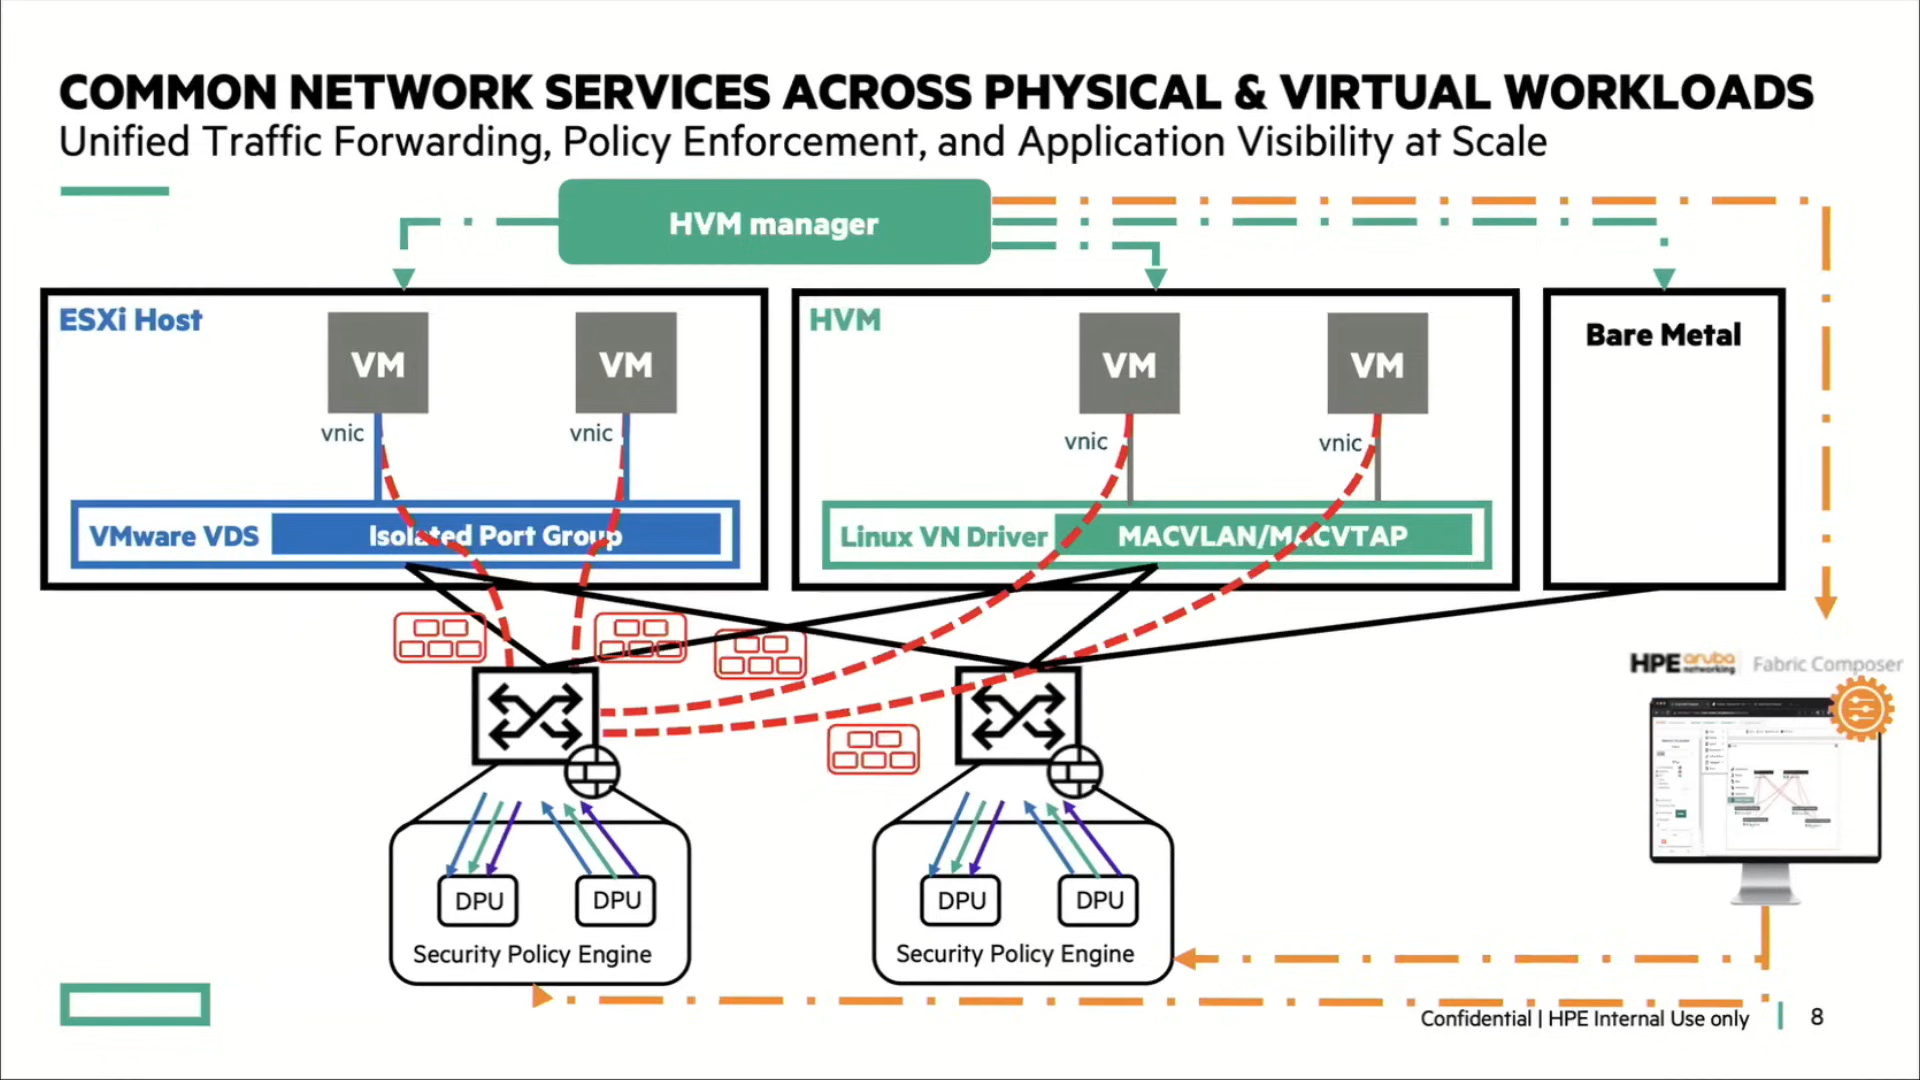 COMMON NETWORK SERVICES ACROSS PHYSICAL & VIRTUAL WORKLOADS
Unified Traffic Forwarding, Policy Enforcement, and Application Visibility at Scale
HVM manager
ESXi Host
VM
VM
vnic
vnic
VMware VDS
Isolated Port Group
HVM
VM
VM
vnic
vnic
Linux VN Driver
MACVLAN/MACVTAP
Bare Metal
HPE aruba networking
Fabric Composer
DPU
DPU
Security Policy Engine
DPU
DPU
Security Policy Engine
Confidential | HPE Internal Use only
8